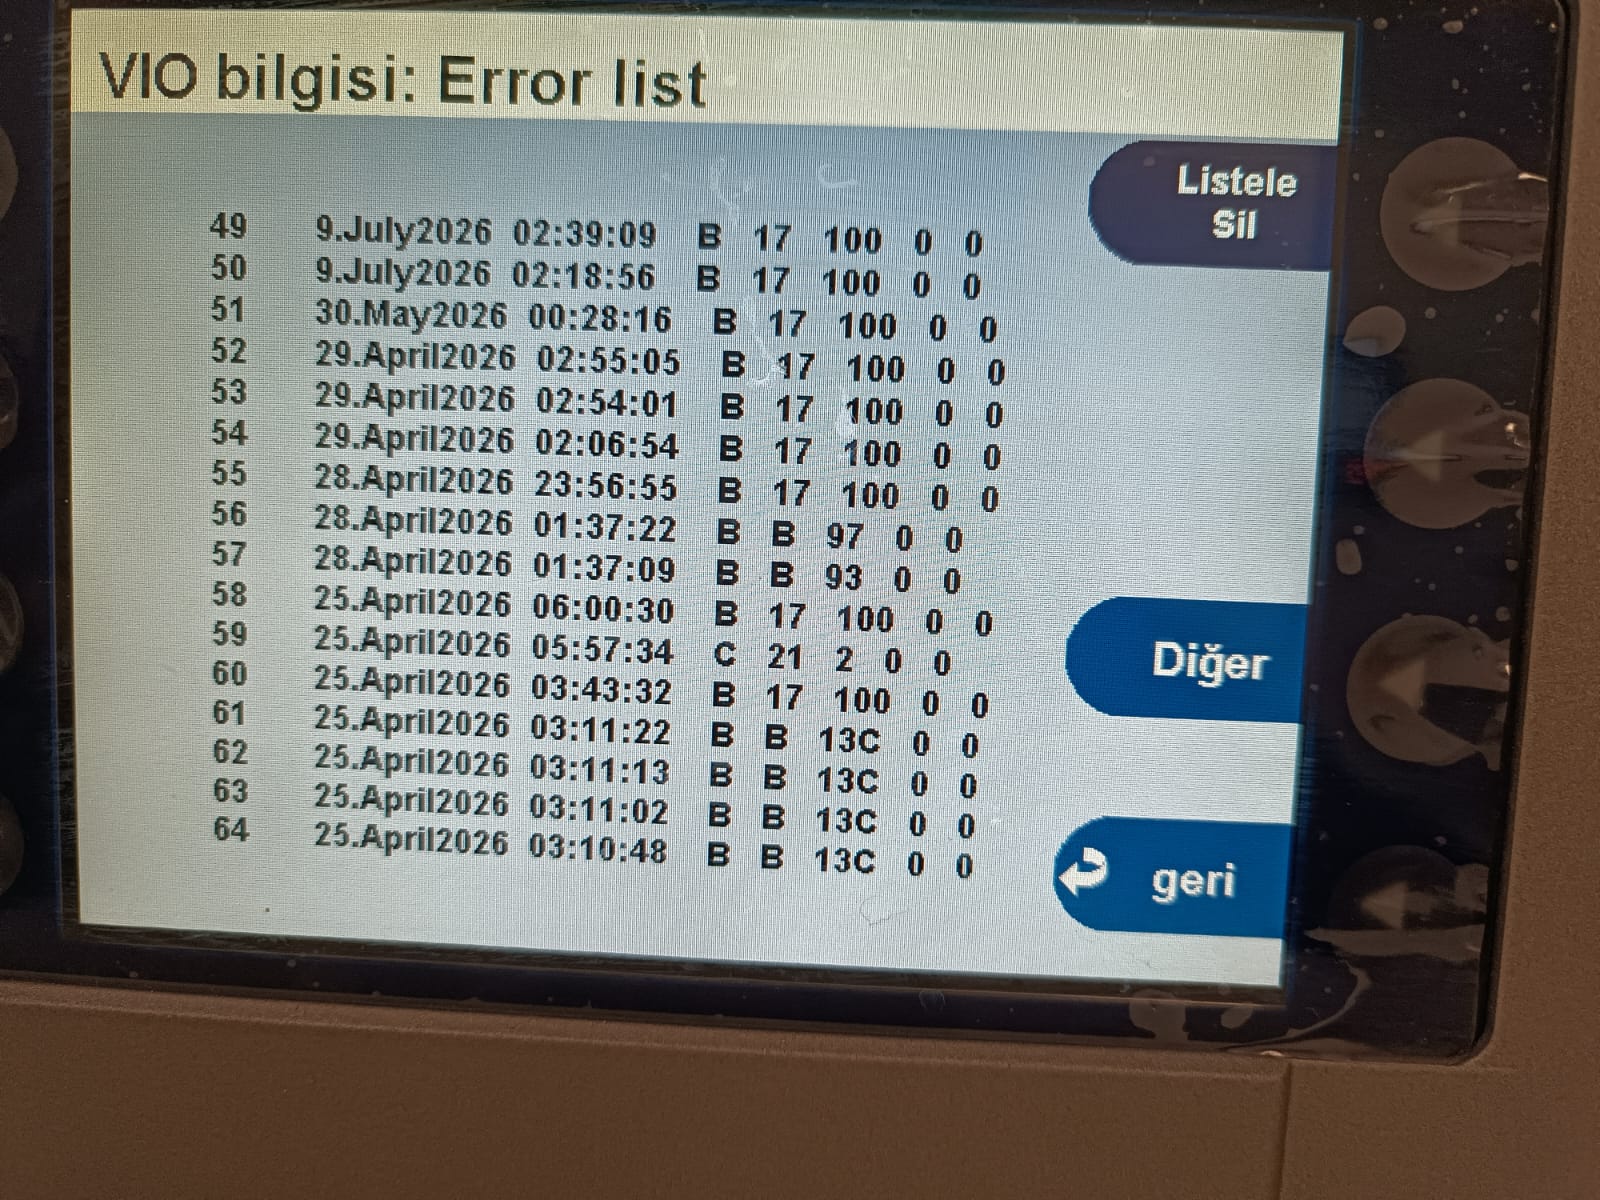 VIO bilgisi: Error list
Listele
Sil
49 9.July2026 02:39:09 B 17 100 0 0
50 9.July2026 02:18:56 B 17 100 0 0
51 30.May2026 00:28:16 B 17 100 0 0
52 29.April2026 02:55:05 B 17 100 0 0
53 29.April2026 02:54:01 B 17 100 0 0
54 29.April2026 02:06:54 B 17 100 0 0
55 28.April2026 23:56:55 B 17 100 0 0
56 28.April2026 01:37:22 B B 97 0 0
57 28.April2026 01:37:09 B B 93 0 0
58 25.April2026 06:00:30 B 17 100 0 0
59 25.April2026 05:57:34 C 21 2 0 0
60 25.April2026 03:43:32 B 17 100 0 0
61 25.April2026 03:11:22 B B 13C 0 0
62 25.April2026 03:11:13 B B 13C 0 0
63 25.April2026 03:11:02 B B 13C 0 0
64 25.April2026 03:10:48 B B 13C 0 0
Diğer
geri